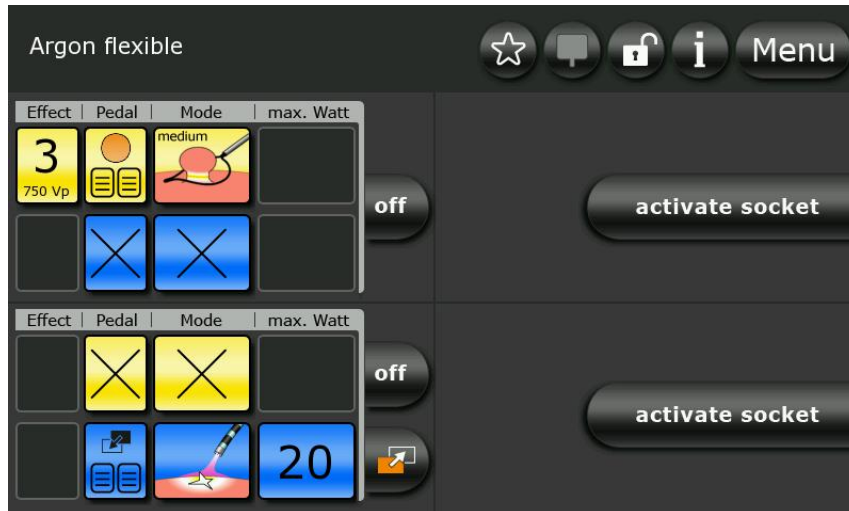 Argon flexible
i
Menu
Effect | Pedal | Mode | max. Watt
3
750 Vp
medium
off
activate socket
Effect | Pedal | Mode | max. Watt
off
activate socket
20